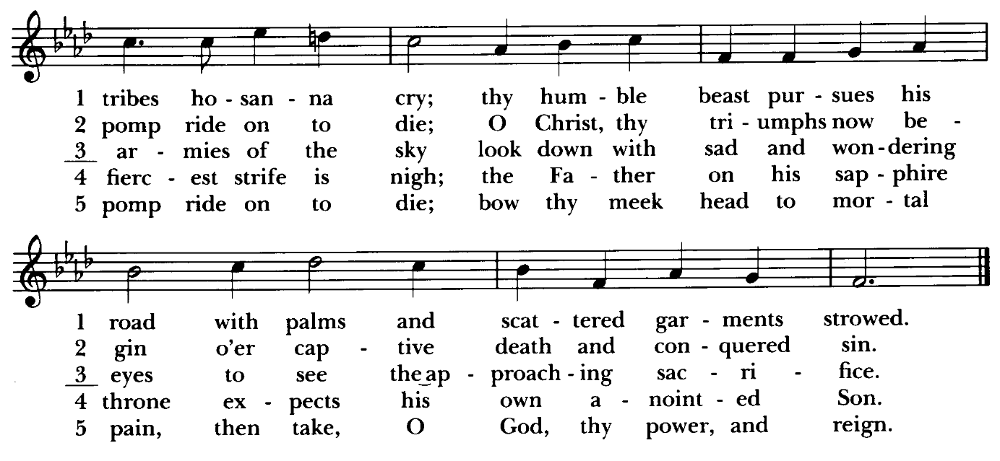 1 tribes ho - san - na cry; thy hum - ble beast pur - sues his
2 pomp ride on to die; O Christ, thy tri - umphs now be -
3 ar - mies of the sky look down with sad and won - dering
4 fierc - est strife is nigh; the Fa - ther on his sap - phire
5 pomp ride on to die; bow thy meek head to mor - tal
1 road with palms and scat - tered gar - ments strowed.
2 gin o'er cap - tive death and con - quered sin.
3 eyes to see the ap - proach - ing sac - ri - fice.
4 throne ex - pects his own a - noint - ed Son.
5 pain, then take, O God, thy power, and reign.